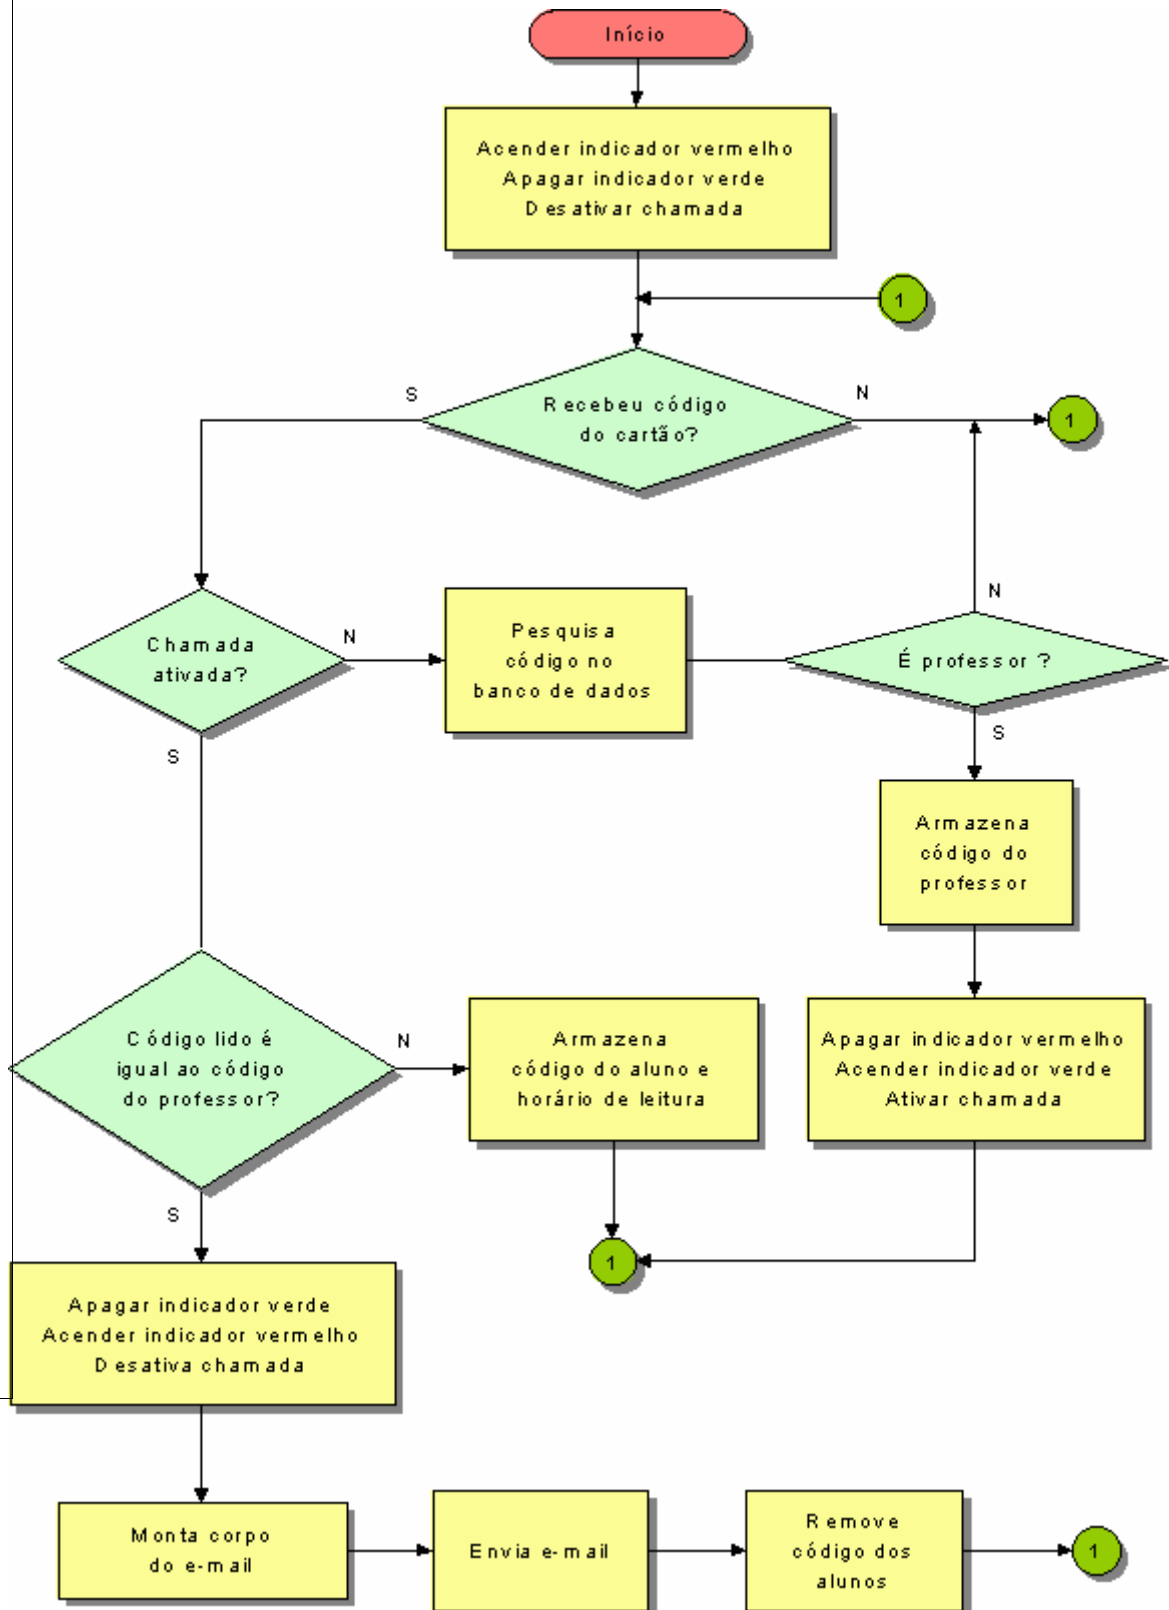 Início
Acender indicador vermelho
Apagar indicador verde
Desativar chamada
1
S
Recebeu código
do cartão?
N
1
Chamada
ativada?
N
S
Pesquisa
código no
banco de dados
É professor ?
N
S
Armazena
código do
professor
Código lido é
igual ao código
do professor?
N
S
Armazena
código do aluno e
horário de leitura
Apagar indicador vermelho
Acender indicador verde
Ativar chamada
1
Apagar indicador verde
Acender indicador vermelho
Desativa chamada
Monta corpo
do e-mail
Envia e-mail
Remove
código dos
alunos
1